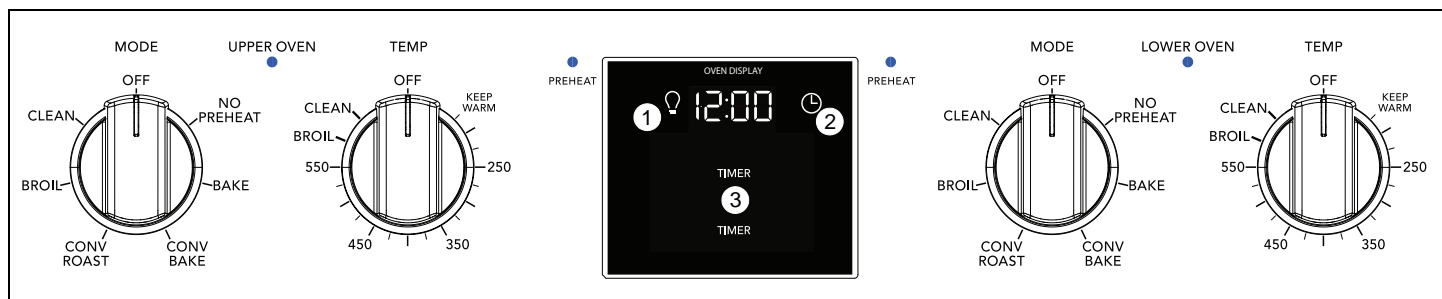 MODE
UPPER OVEN
TEMP
OFF
NO
PREHEAT
BAKE
CONV
BAKE
CONV
ROAST
BROIL
CLEAN
OFF
KEEP
WARM
250
350
450
550
BROIL
CLEAN
PREHEAT
OVEN DISPLAY
1
12:00
2
TIMER
3
TIMER
PREHEAT
MODE
LOWER OVEN
TEMP
OFF
NO
PREHEAT
BAKE
CONV
BAKE
CONV
ROAST
BROIL
CLEAN
OFF
KEEP
WARM
250
350
450
550
BROIL
CLEAN